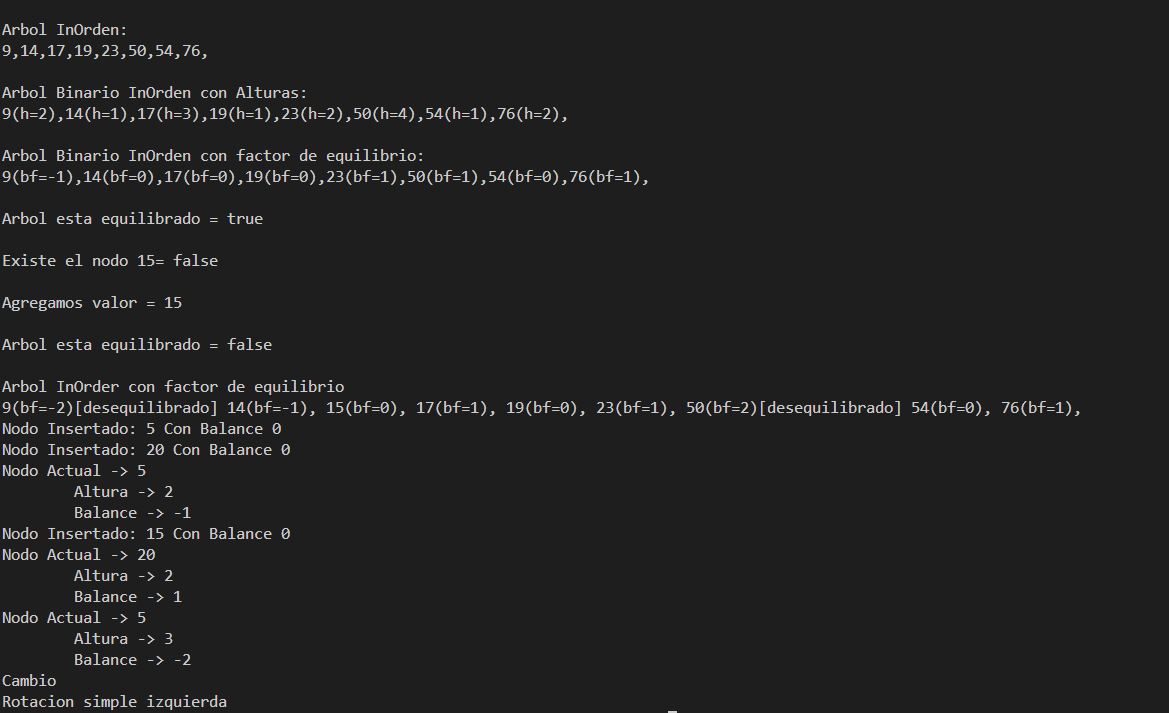 Arbol InOrden:
9,14,17,19,23,50,54,76,
Arbol Binario InOrden con Alturas:
9(h=2),14(h=1),17(h=3),19(h=1),23(h=2),50(h=4),54(h=1),76(h=2),
Arbol Binario InOrden con factor de equilibrio:
9(bf=-1),14(bf=0),17(bf=0),19(bf=0),23(bf=1),50(bf=1),54(bf=0),76(bf=1),
Arbol esta equilibrado = true
Existe el nodo 15= false
Agregamos valor = 15
Arbol esta equilibrado = false
Arbol InOrder con factor de equilibrio
9(bf=-2)[desequilibrado] 14(bf=-1), 15(bf=0), 17(bf=1), 19(bf=0), 23(bf=1), 50(bf=2)[desequilibrado] 54(bf=0), 76(bf=1),
Nodo Insertado: 5 Con Balance 0
Nodo Insertado: 20 Con Balance 0
Nodo Actual -> 5
Altura -> 2
Balance -> -1
Nodo Insertado: 15 Con Balance 0
Nodo Actual -> 20
Altura -> 2
Balance -> 1
Nodo Actual -> 5
Altura -> 3
Balance -> -2
Cambio
Rotacion simple izquierda